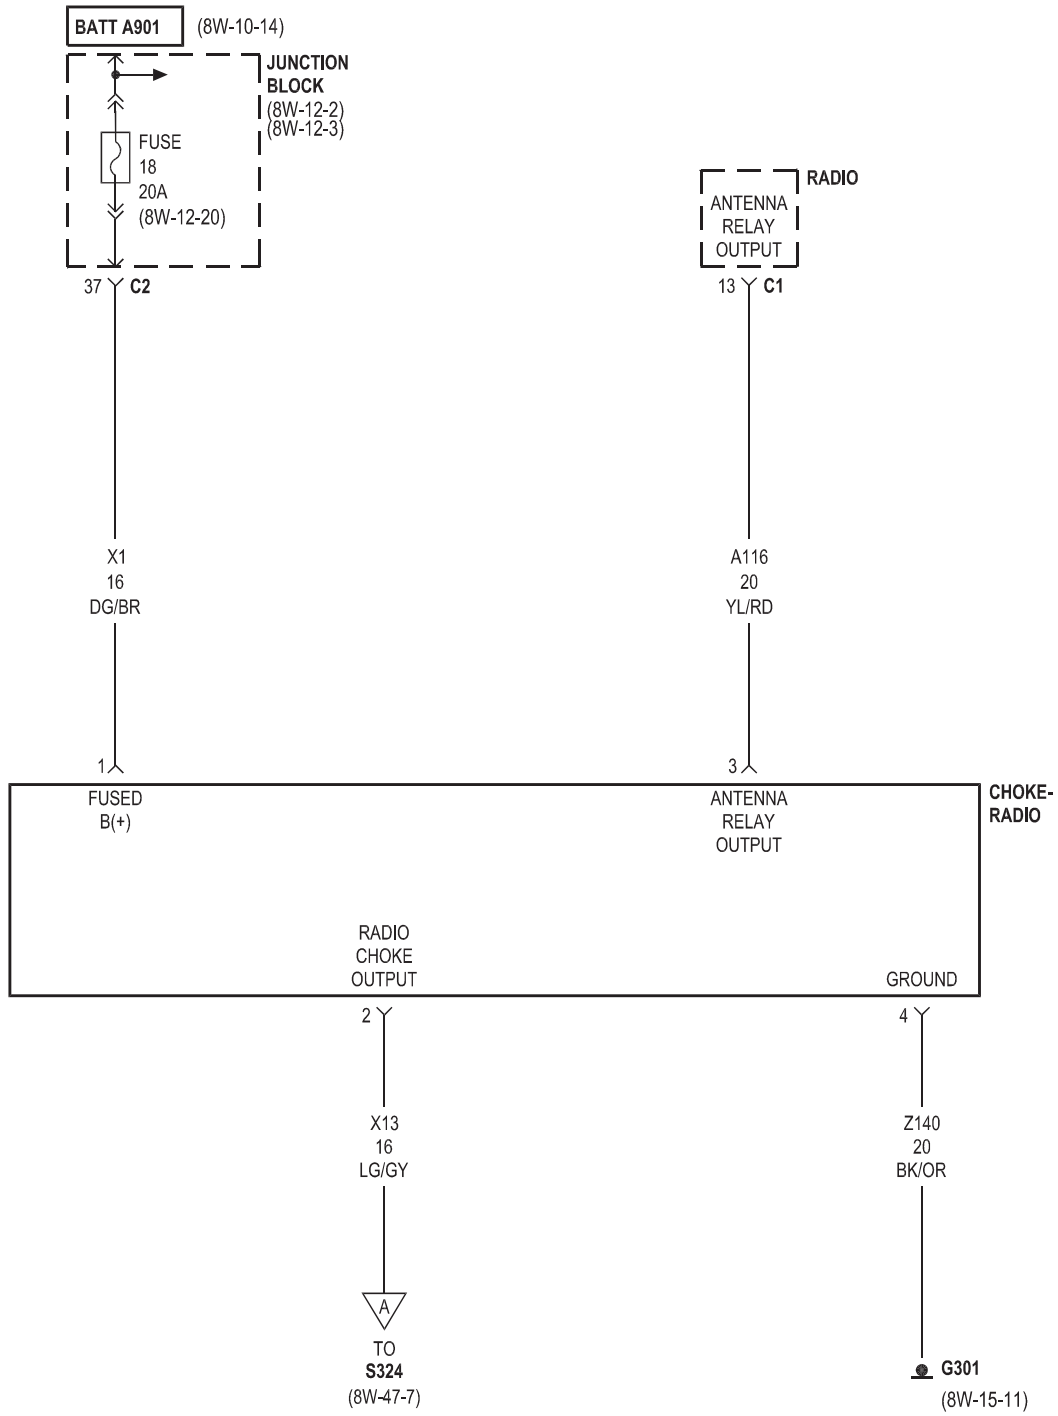 BATT A901 (8W-10-14)
JUNCTION
BLOCK
(8W-12-2)
(8W-12-3)
FUSE
18
20A
(8W-12-20)
37 C2
RADIO
ANTENNA
RELAY
OUTPUT
13 C1
X1
16
DG/BR
A116
20
YL/RD
1
3
FUSED
B(+)
ANTENNA
RELAY
OUTPUT
CHOKE-
RADIO
RADIO
CHOKE
OUTPUT
GROUND
2
4
X13
16
LG/GY
Z140
20
BK/OR
A
TO
S324
(8W-47-7)
G301
(8W-15-11)